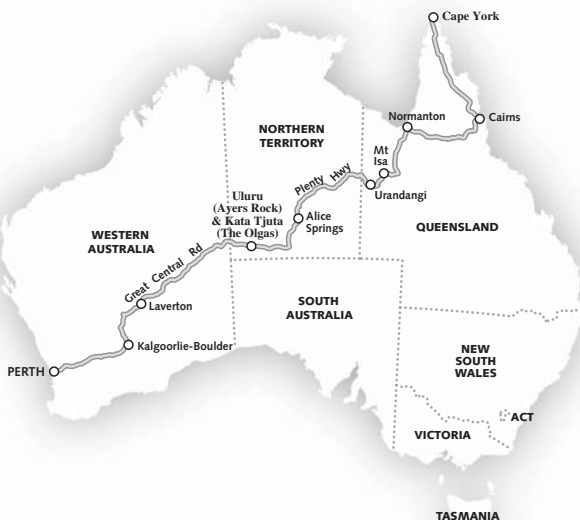 Cape York
Normanton
Cairns
NORTHERN
TERRITORY
Mt
Isa
Plenty Hwy
Urandangi
Uluru
(Ayers Rock)
& Kata Tjuta
(The Olgas)
Alice
Springs
QUEENSLAND
WESTERN
AUSTRALIA
Great Central Rd
Laverton
SOUTH
AUSTRALIA
Kalgoorlie-Boulder
PERTH
NEW
SOUTH
WALES
ACT
VICTORIA
TASMANIA